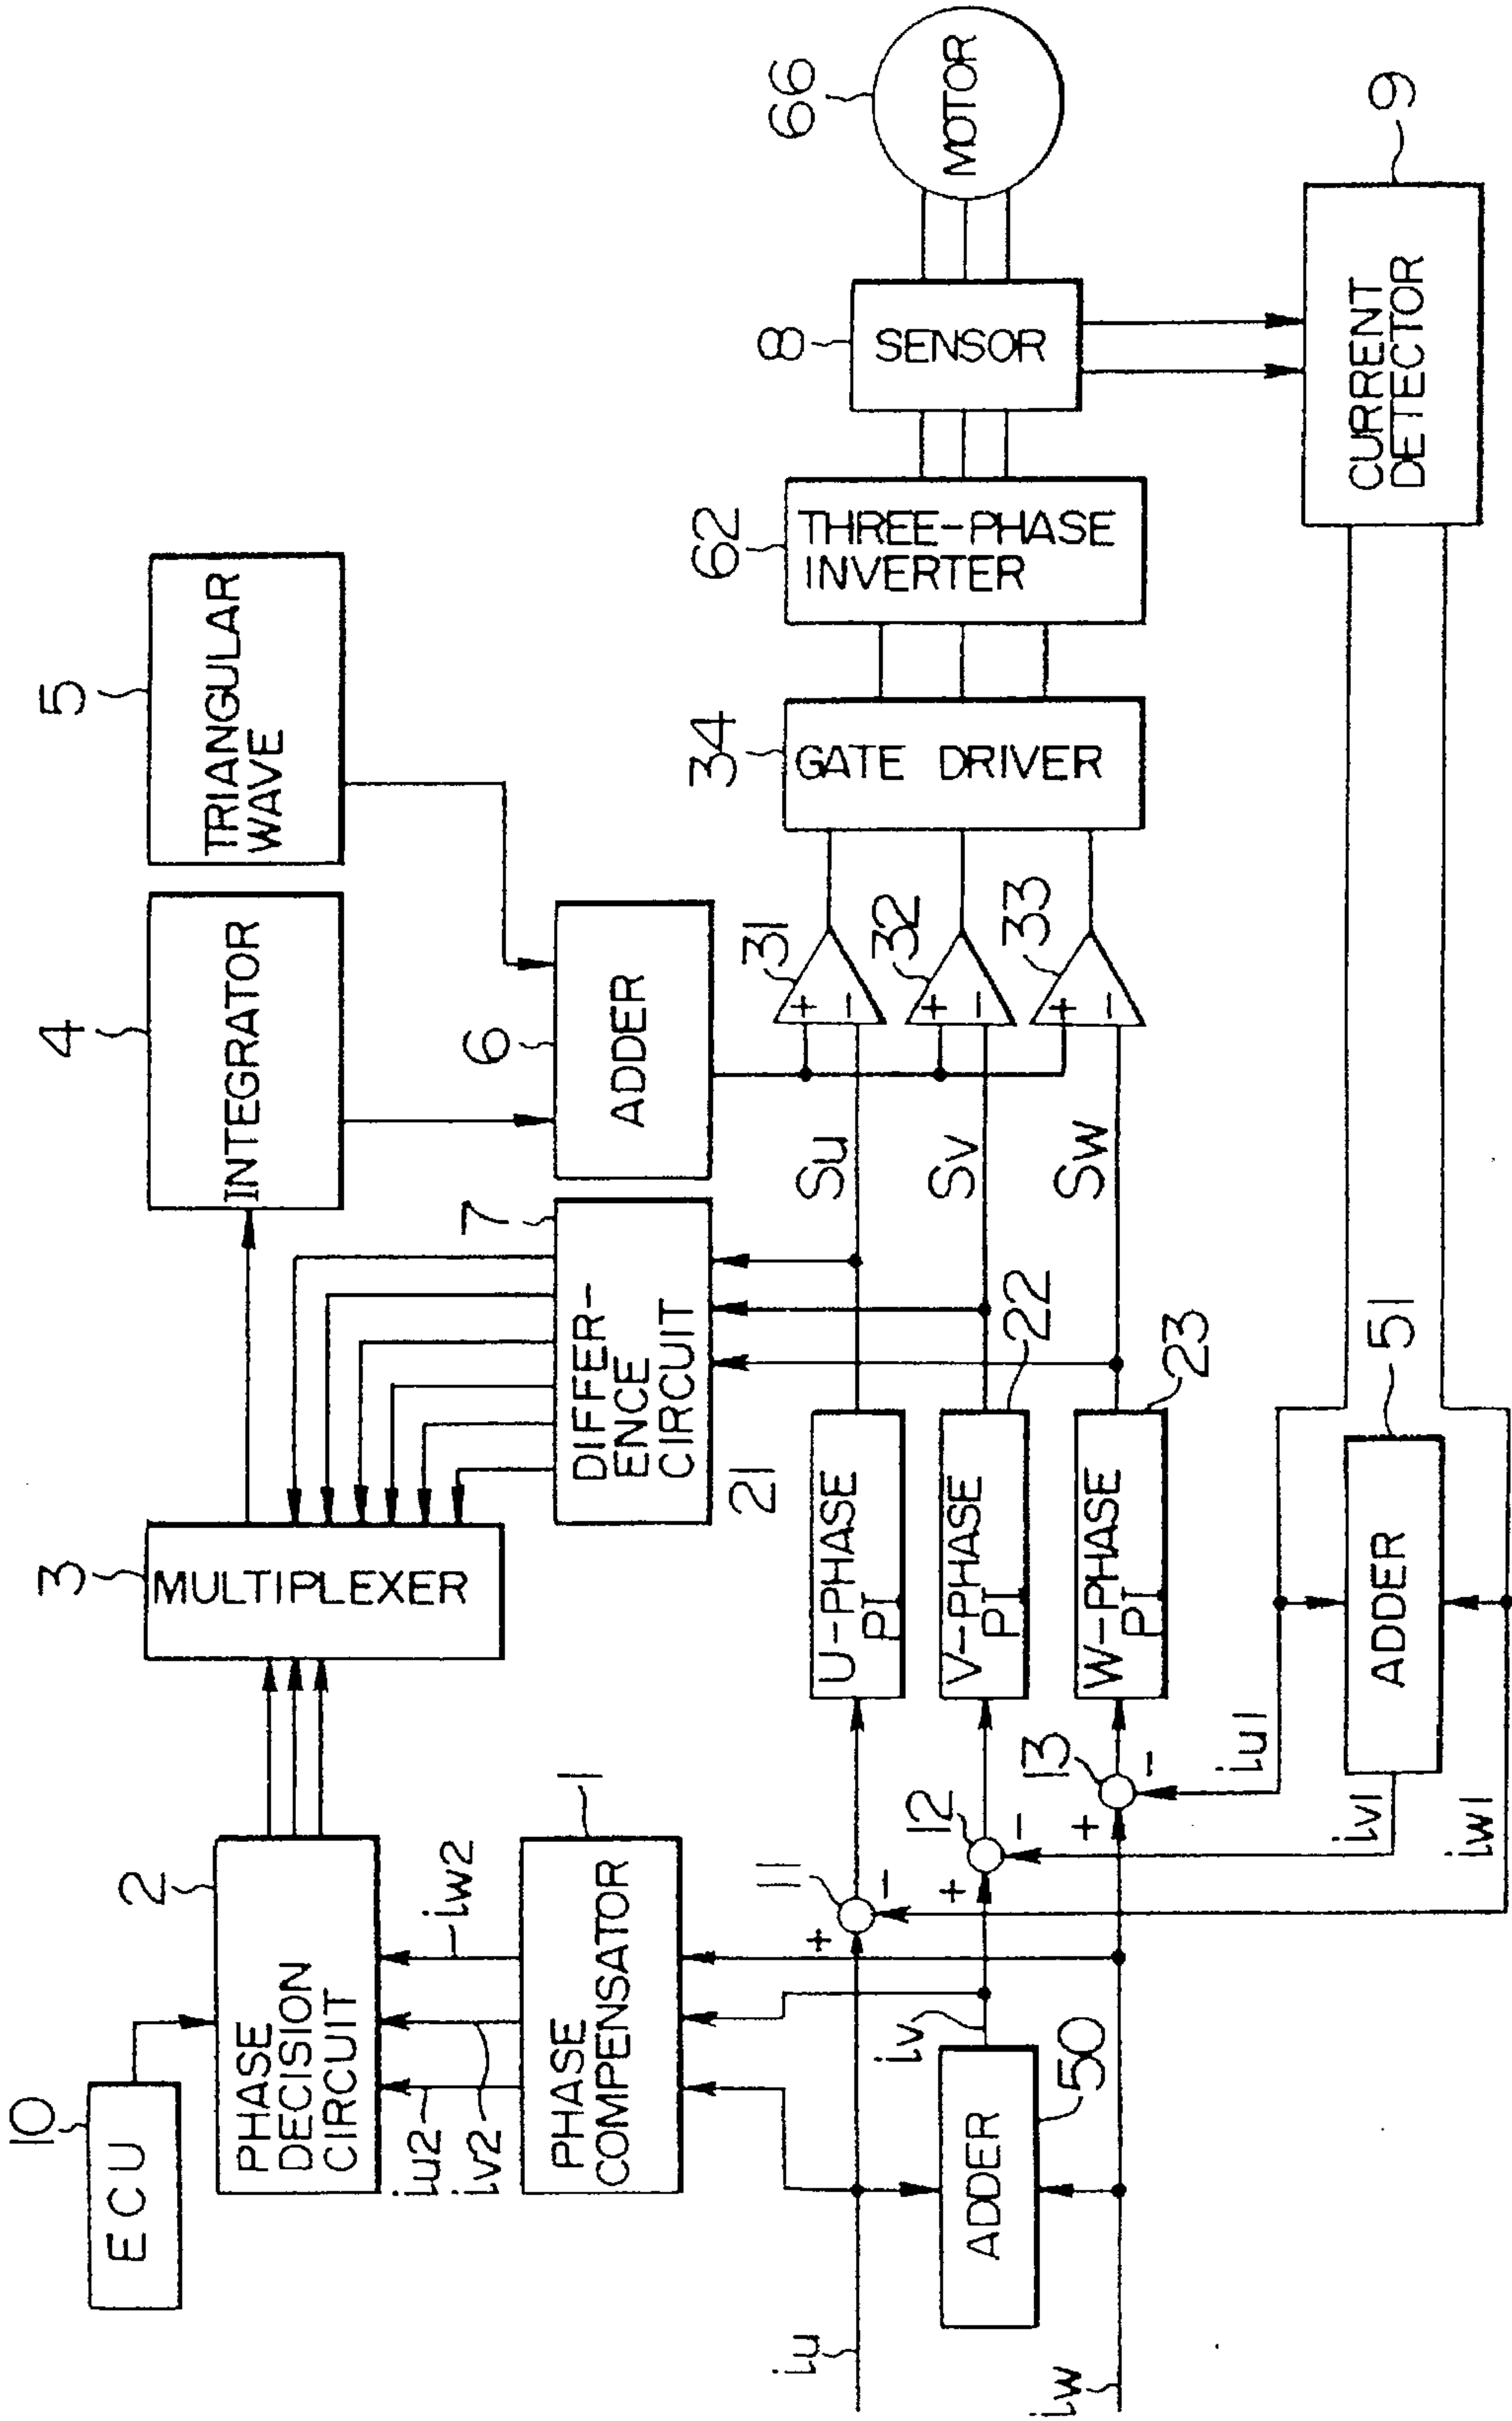 10
ECU
2
PHASE
DECISION
CIRCUIT
iu2
iv2
iw2
1
PHASE
COMPENSATOR
3
MULTIPLEXER
4
INTEGRATOR
5
TRIANGULAR
WAVE
6
ADDER
7
DIFFER-
ENCE
CIRCUIT
iu
iv
iw
ADDER
50
11
+
-
12
+
-
13
+
-
21
U-PHASE
PI
V-PHASE
PI
22
W-PHASE
PI
23
Su
Sv
Sw
31
+
-
32
+
-
33
+
-
34
GATE DRIVER
62
THREE-PHASE
INVERTER
8
SENSOR
66
MOTOR
9
CURRENT
DETECTOR
ADDER
51
iu1
iv1
iw1